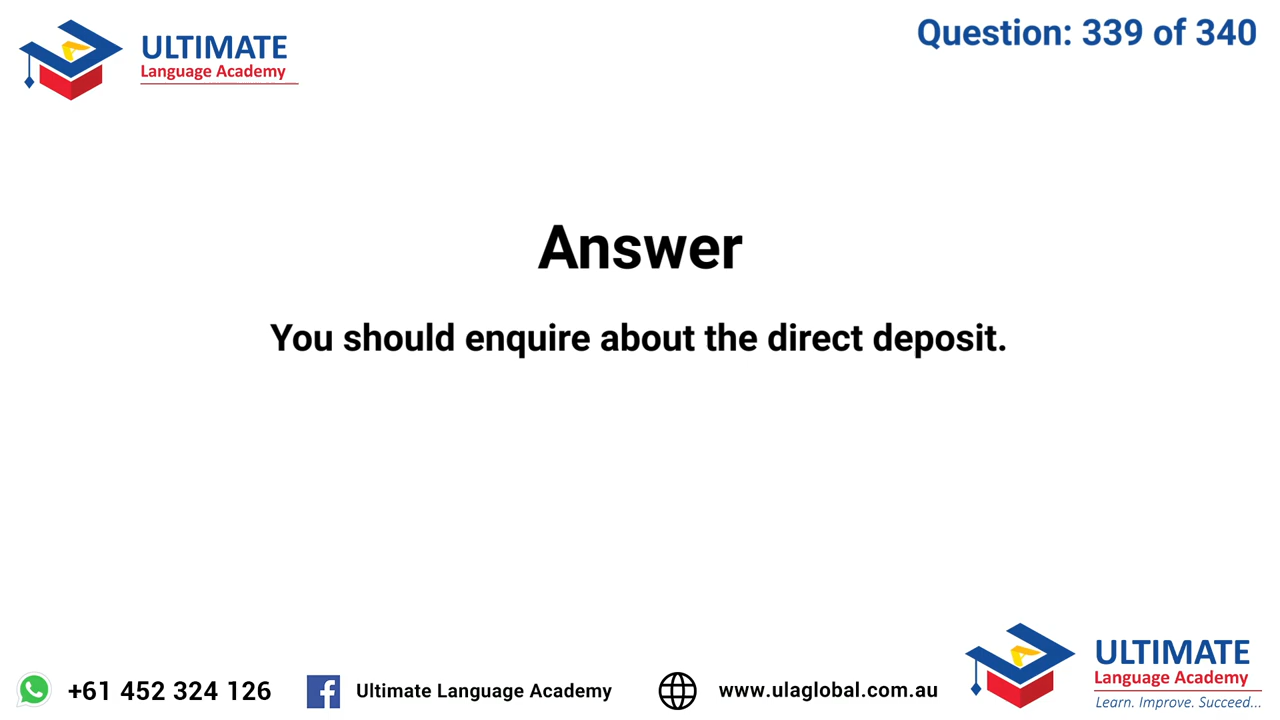 ULTIMATE
Language Academy
Question: 339 of 340
Answer
You should enquire about the direct deposit.
+61 452 324 126
Ultimate Language Academy
www.ulaglobal.com.au
ULTIMATE
Language Academy
Learn. Improve. Succeed...